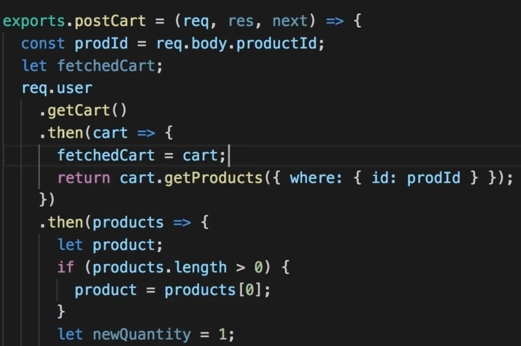 exports.postCart = (req, res, next) => {
  const prodId = req.body.productId;
  let fetchedCart;
  req.user
    .getCart()
    .then(cart => {
      fetchedCart = cart;
      return cart.getProducts({ where: { id: prodId } });
    })
    .then(products => {
      let product;
      if (products.length > 0) {
        product = products[0];
      }
      let newQuantity = 1;